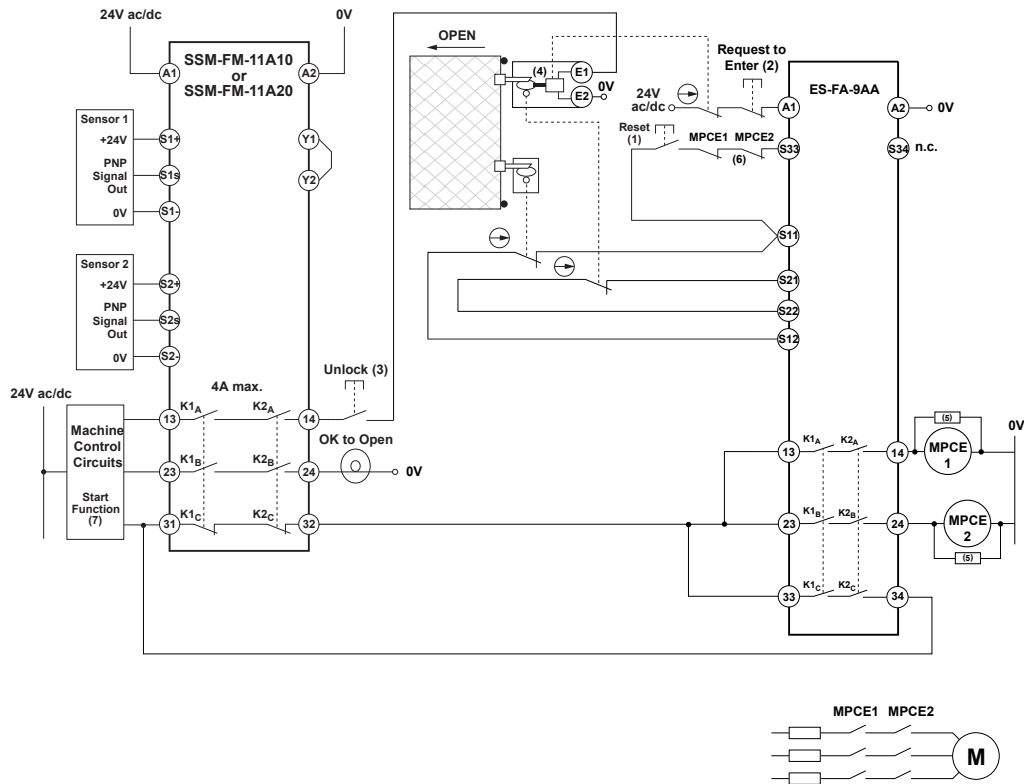 24V ac/dc
0V
A1
SSM-FM-11A10
or
SSM-FM-11A20
A2
Sensor 1
+24V
PNP
Signal
Out
0V
S1+
S1s
S1-
Y1
Y2
Sensor 2
+24V
PNP
Signal
Out
0V
S2+
S2s
S2-
24V ac/dc
Machine
Control
Circuits
Start
Function
(7)
4A max.
13
K1A
K2A
14
23
K1B
K2B
24
31
K1C
K2C
32
Unlock (3)
OK to Open
0V
OPEN
(4)
E1
E2
0V
Request to
Enter (2)
24V
ac/dc
Reset
(1)
MPCE1
MPCE2
(6)
A1
ES-FA-9AA
A2
0V
S33
S34
n.c.
S11
S21
S22
S12
13
K1A
K2A
14
(5)
MPCE
1
0V
23
K1B
K2B
24
MPCE
2
(5)
33
K1C
K2C
34
MPCE1
MPCE2
M